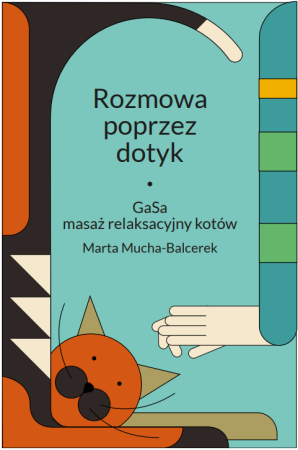 Rozmowa
poprzez
dotyk
•
GaSa
masaż relaksacyjny kotów
Marta Mucha-Balcerek